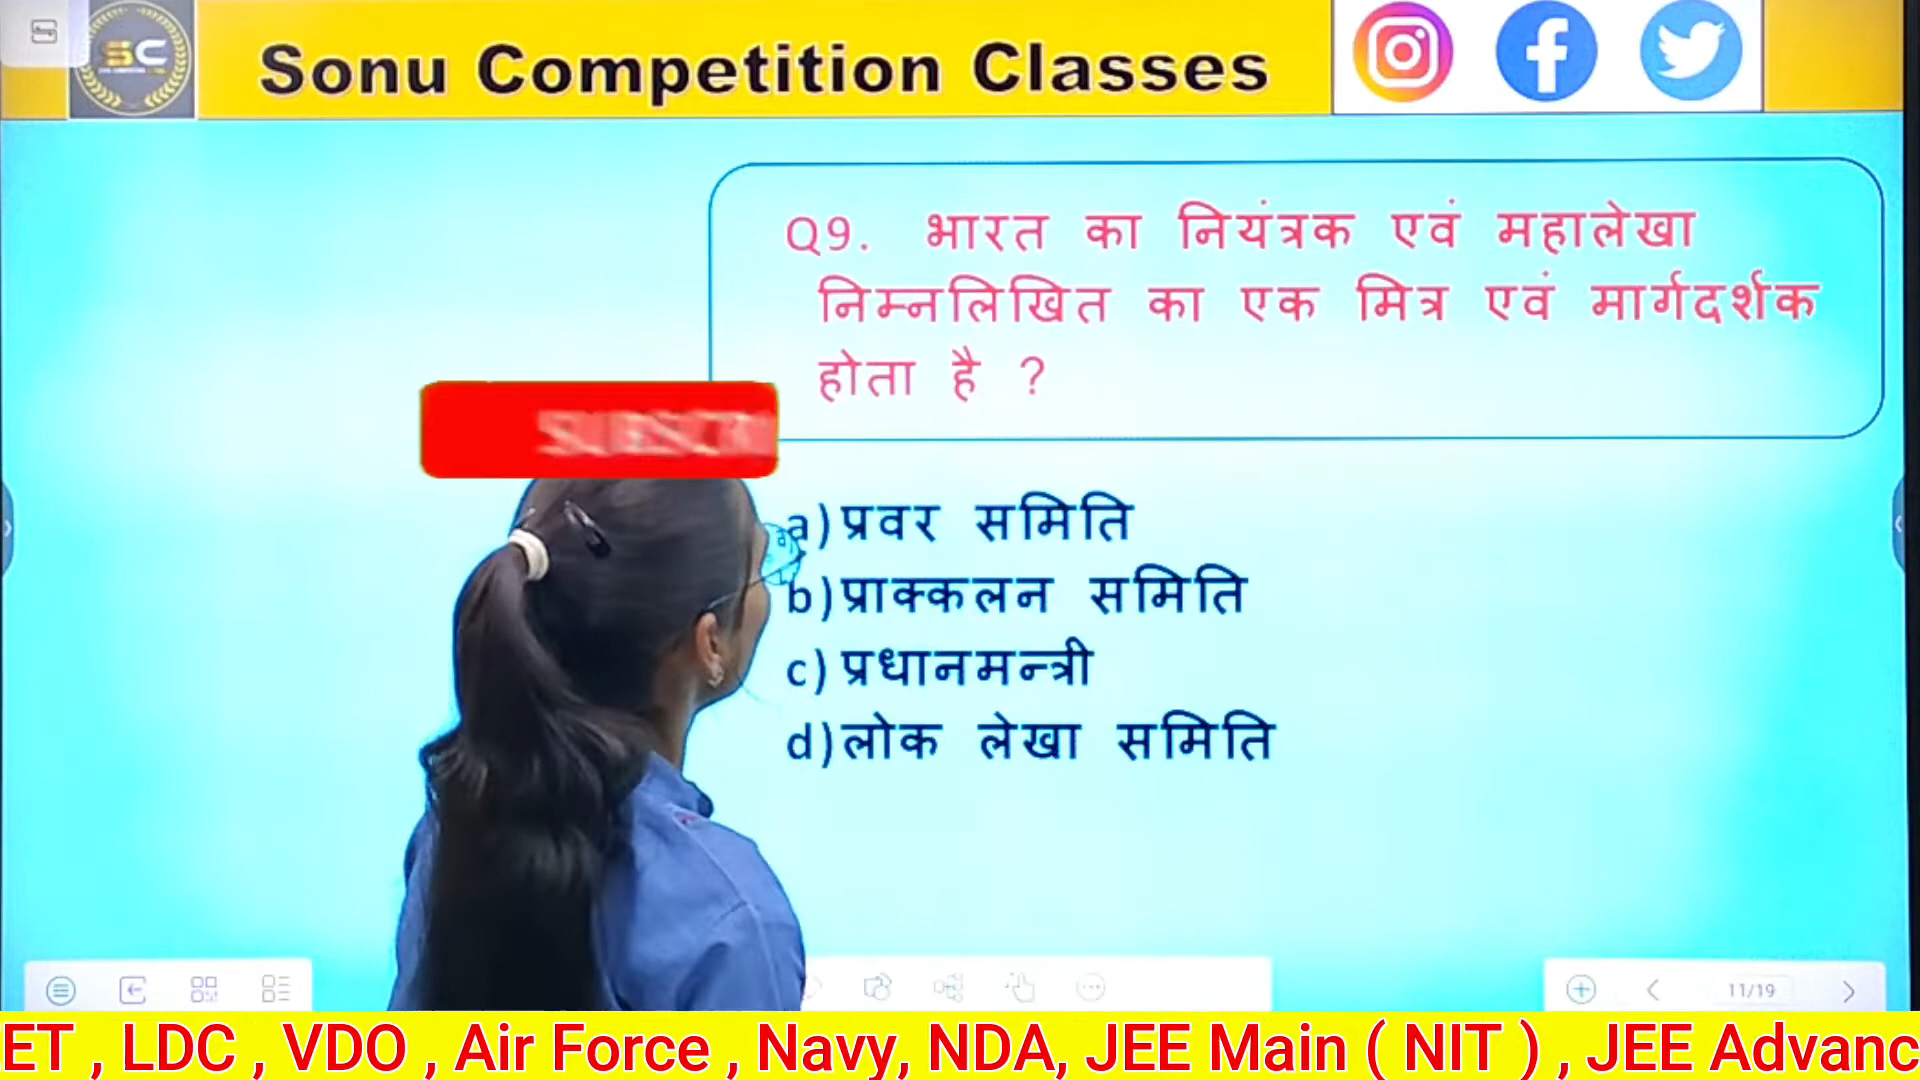 SC
Sonu Competition Classes
Q9. भारत का नियंत्रक एवं महालेखा
निम्नलिखित का एक मित्र एवं मार्गदर्शक
होता है ?
a)प्रवर समिति
b)प्राक्कलन समिति
c)प्रधानमन्त्री
d)लोक लेखा समिति
11/19
ET , LDC , VDO , Air Force , Navy, NDA, JEE Main ( NIT ) , JEE Advanc